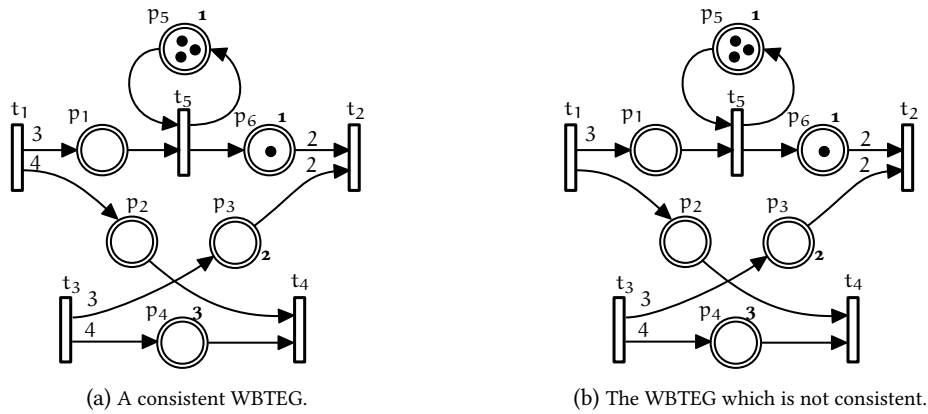 p₅ 1 p₅ 1
t₁ t₅ t₂ t₁ t₅ t₂
p₁ p₆ 1 p₁ p₆ 1
3 2 3 2
4 2 2
p₂ p₃ p₂ p₃
2 2
t₃ t₄ t₃ t₄
3 3
p₄ 3 p₄ 3
4 4
(a) A consistent WBTEG. (b) The WBTEG which is not consistent.